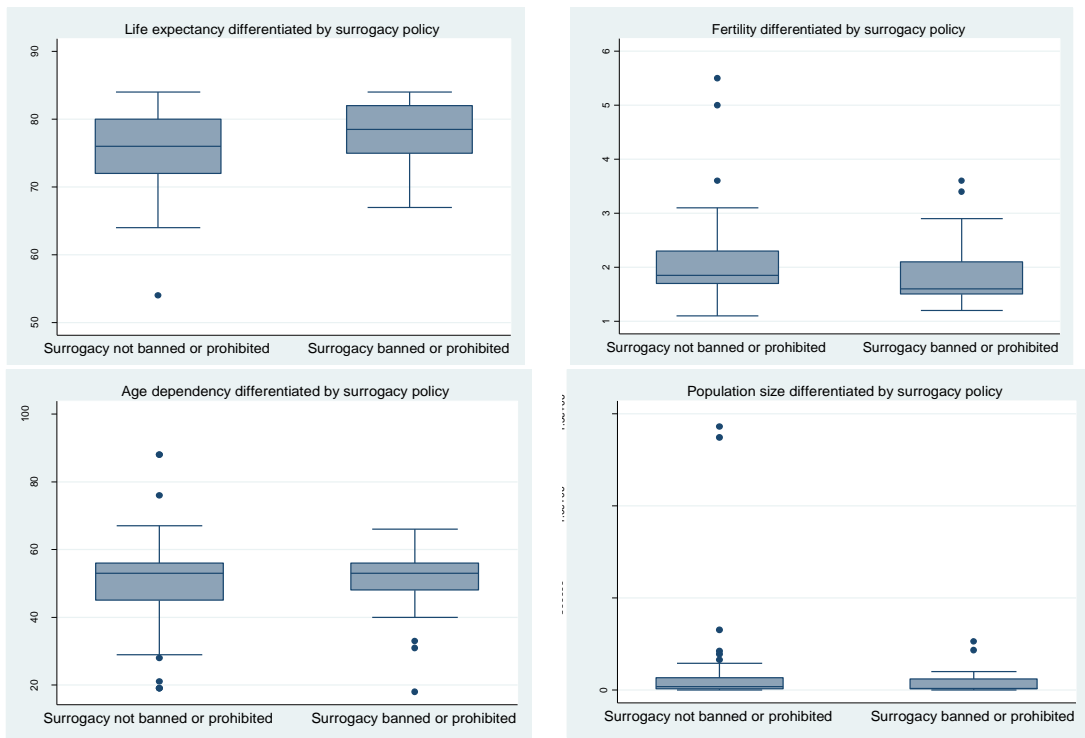 Life expectancy differentiated by surrogacy policy
90
80
70
60
50
Surrogacy not banned or prohibited Surrogacy banned or prohibited
Fertility differentiated by surrogacy policy
6
5
4
3
2
1
Surrogacy not banned or prohibited Surrogacy banned or prohibited
Age dependency differentiated by surrogacy policy
100
80
60
40
20
Surrogacy not banned or prohibited Surrogacy banned or prohibited
Population size differentiated by surrogacy policy
0
Surrogacy not banned or prohibited Surrogacy banned or prohibited